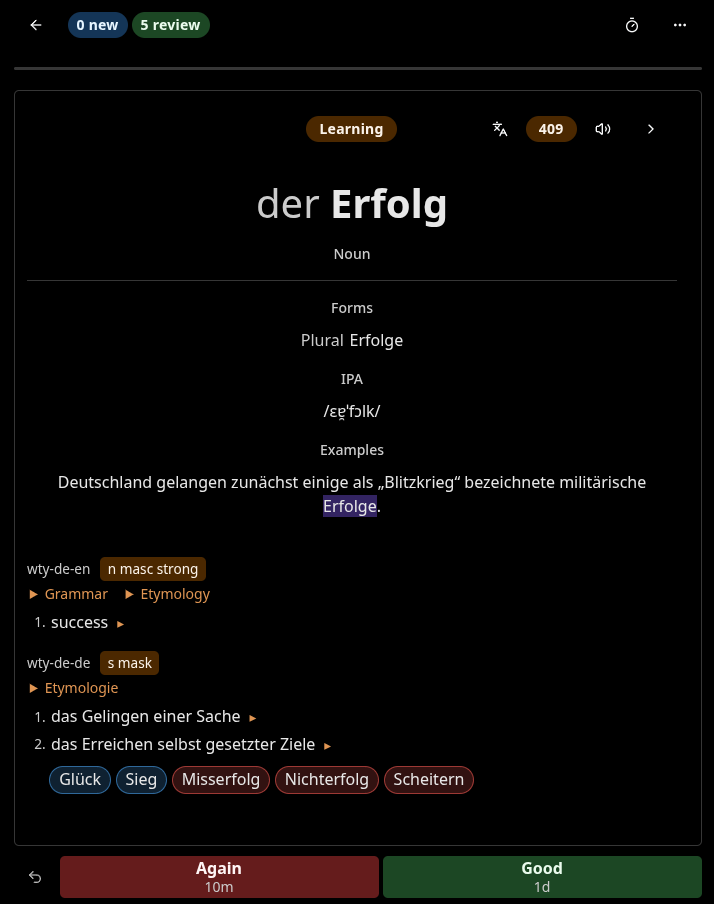 0 new 5 review
Learning 409
der Erfolg
Noun
Forms
Plural Erfolge
IPA
/ɛɐ̯ˈfɔlk/
Examples
Deutschland gelangen zunächst einige als „Blitzkrieg“ bezeichnete militärische
Erfolge.
wty-de-en n masc strong
▶ Grammar ▶ Etymology
1. success ▸
wty-de-de s mask
▶ Etymologie
1. das Gelingen einer Sache ▸
2. das Erreichen selbst gesetzter Ziele ▸
Glück Sieg Misserfolg Nichterfolg Scheitern
Again Good
10m 1d